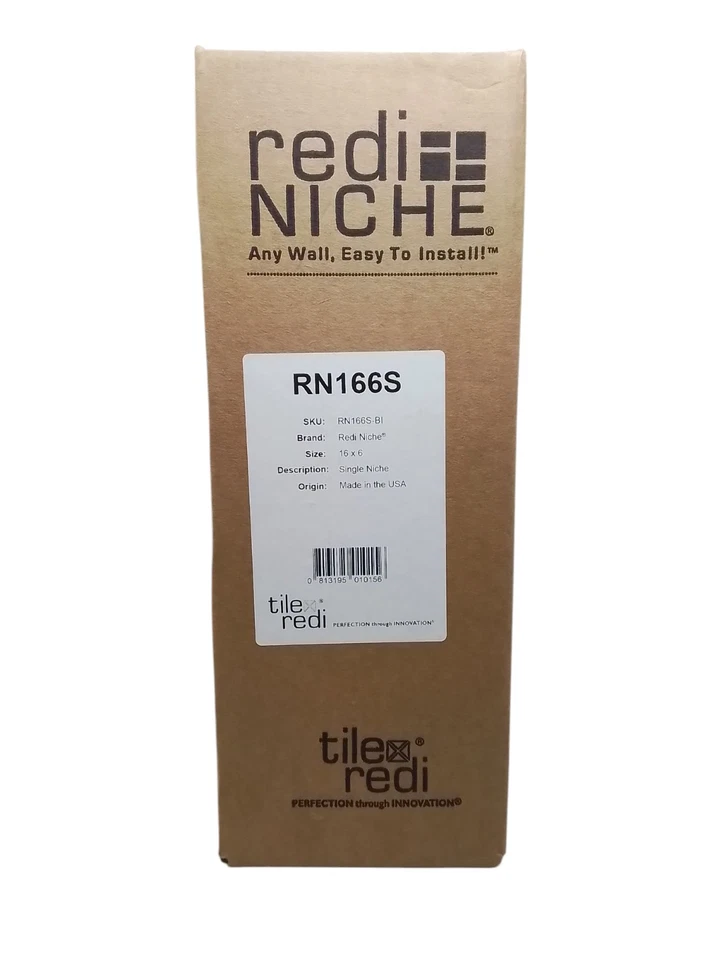 redi
NICHE®
Any Wall, Easy To Install!™
RN166S
SKU: RN166S-BI
Brand: Redi Niche®
Size: 16 x 6
Description: Single Niche
Origin: Made in the USA
0 813195 010156
tile®
redi PERFECTION through INNOVATION®
tile®
redi
PERFECTION through INNOVATION®